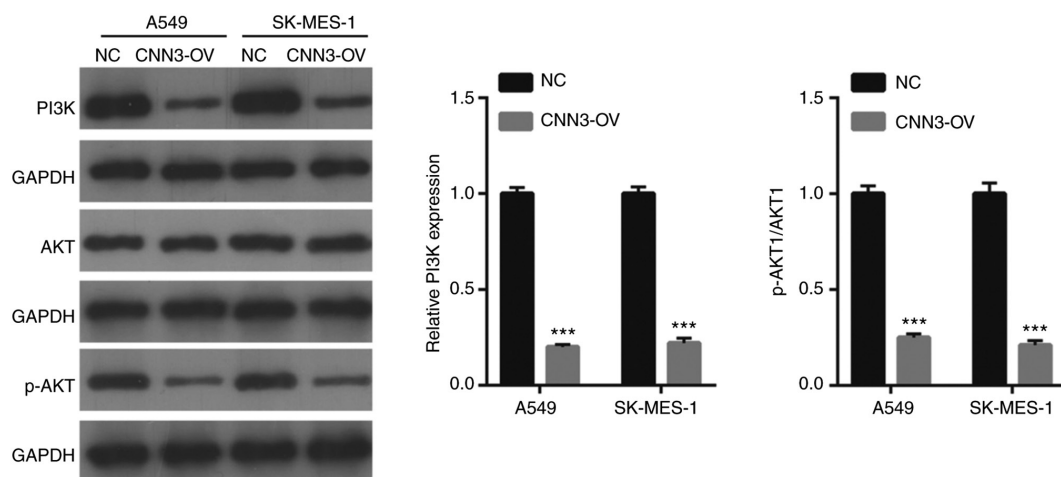 A549 SK-MES-1
NC CNN3-OV NC CNN3-OV
PI3K
GAPDH
AKT
GAPDH
p-AKT
GAPDH
NC
CNN3-OV
Relative PI3K expression
1.5
1.0
0.5
0.0
***
***
A549 SK-MES-1
NC
CNN3-OV
p-AKT1/AKT1
1.5
1.0
0.5
0.0
***
***
A549 SK-MES-1